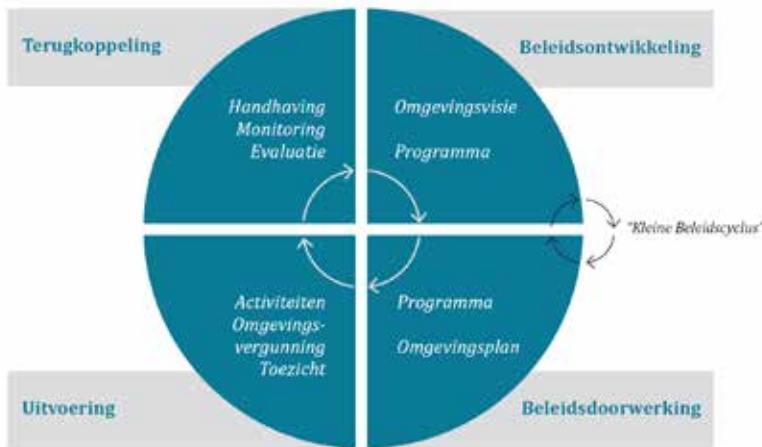 Terugkoppeling
Beleidsontwikkeling
Handhaving
Monitoring
Evaluatie
Omgevingsvisie
Programma
"Kleine Beleidscyclus"
Activiteiten
Omgevings-
vergunning
Toezicht
Programma
Omgevingsplan
Uitvoering
Beleidsdoorwerking